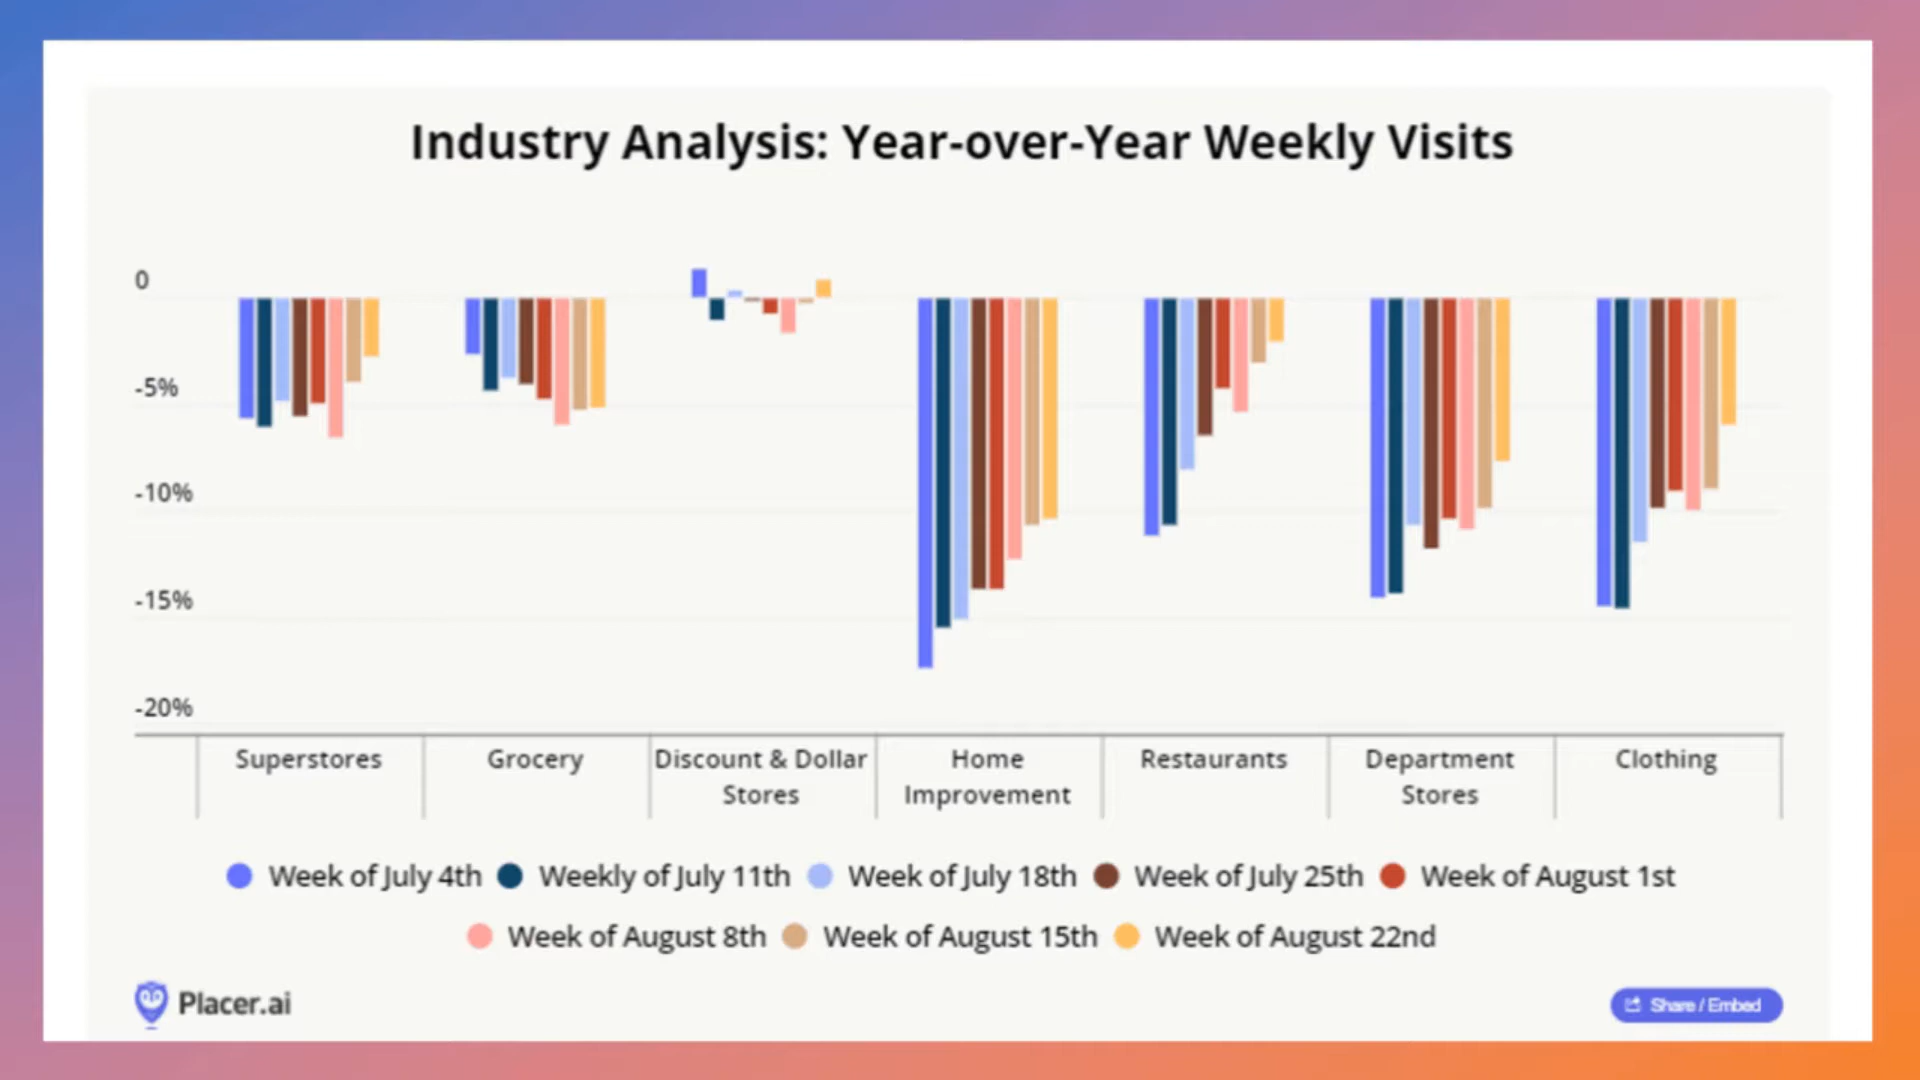 Industry Analysis: Year-over-Year Weekly Visits
0
-5%
-10%
-15%
-20%
Superstores
Grocery
Discount & Dollar
Stores
Home
Improvement
Restaurants
Department
Stores
Clothing
Week of July 4th
Weekly of July 11th
Week of July 18th
Week of July 25th
Week of August 1st
Week of August 8th
Week of August 15th
Week of August 22nd
Placer.ai
Share / Embed